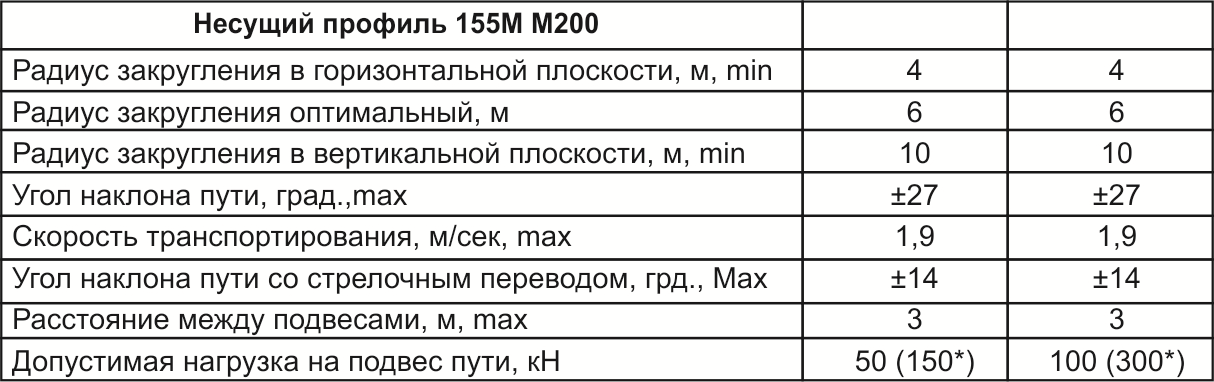 Несущий профиль 155М М200
Радиус закругления в горизонтальной плоскости, м, min 4 4
Радиус закругления оптимальный, м 6 6
Радиус закругления в вертикальной плоскости, м, min 10 10
Угол наклона пути, град.,max ±27 ±27
Скорость транспортирования, м/сек, max 1,9 1,9
Угол наклона пути со стрелочным переводом, грд., Max ±14 ±14
Расстояние между подвесами, м, max 3 3
Допустимая нагрузка на подвес пути, кН 50 (150*) 100 (300*)